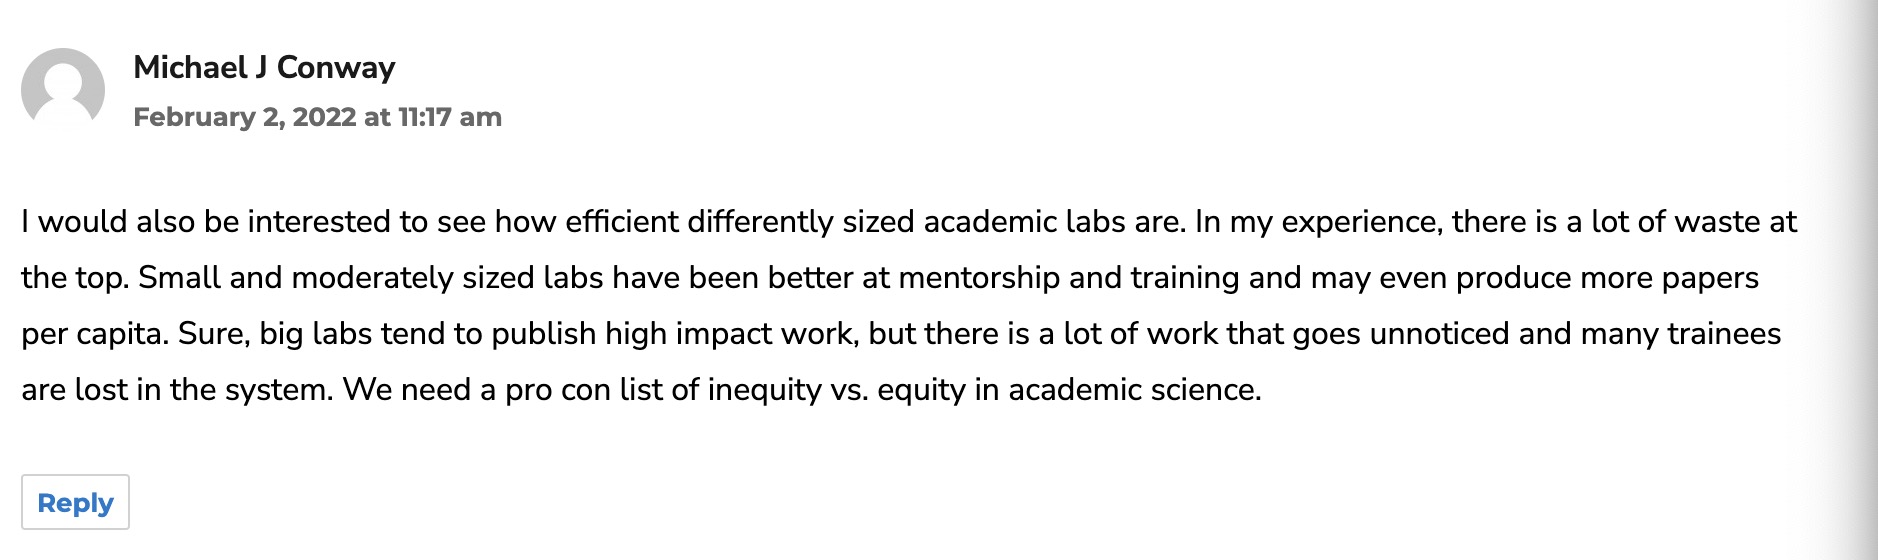 Michael J Conway
February 2, 2022 at 11:17 am
I would also be interested to see how efficient differently sized academic labs are. In my experience, there is a lot of waste at
the top. Small and moderately sized labs have been better at mentorship and training and may even produce more papers
per capita. Sure, big labs tend to publish high impact work, but there is a lot of work that goes unnoticed and many trainees
are lost in the system. We need a pro con list of inequity vs. equity in academic science.
Reply